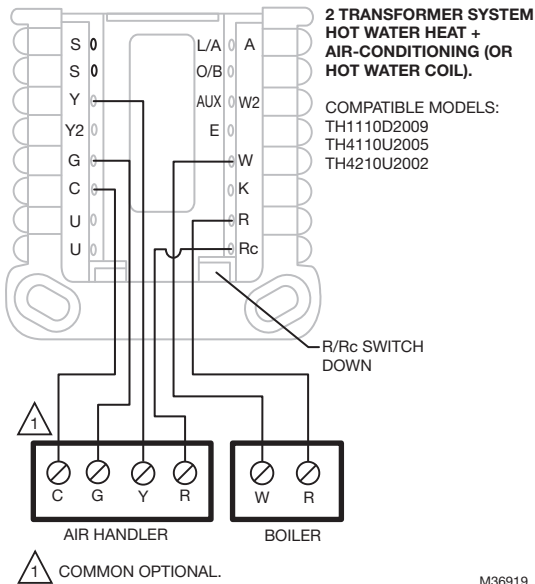 2 TRANSFORMER SYSTEM
HOT WATER HEAT +
AIR-CONDITIONING (OR
HOT WATER COIL).
COMPATIBLE MODELS:
TH1110D2009
TH4110U2005
TH4210U2002
S
S
Y
Y2
G
C
U
U
L/A A
O/B
AUX W2
E
W
K
R
Rc
R/Rc SWITCH
DOWN
1
C G Y R
AIR HANDLER
W R
BOILER
1 COMMON OPTIONAL.
M36919